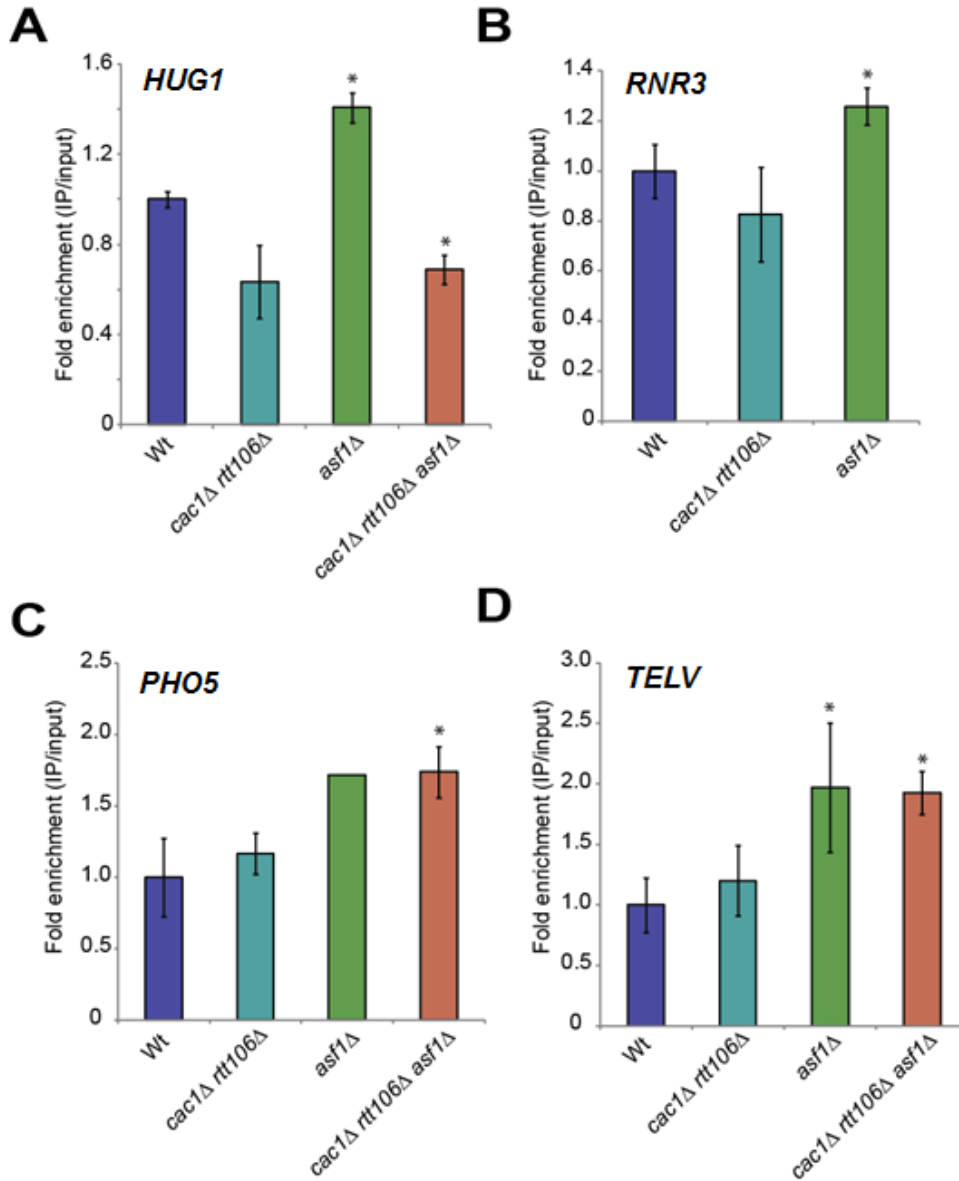 A
HUG1
Fold enrichment (IP/input)
1.6
1.2
0.8
0.4
0
*
*
Wt
cac1Δ rtt106Δ
asf1Δ
cac1Δ rtt106Δ asf1Δ
B
RNR3
Fold enrichment (IP/input)
1.4
1.2
1.0
0.8
0.6
0.4
0.2
0
*
Wt
cac1Δ rtt106Δ
asf1Δ
C
PHO5
Fold enrichment (IP/input)
2.5
2.0
1.5
1.0
0.5
0
*
Wt
cac1Δ rtt106Δ
asf1Δ
cac1Δ rtt106Δ asf1Δ
D
TELV
Fold enrichment (IP/input)
3.0
2.5
2.0
1.5
1.0
0.5
0
*
*
Wt
cac1Δ rtt106Δ
asf1Δ
cac1Δ rtt106Δ asf1Δ